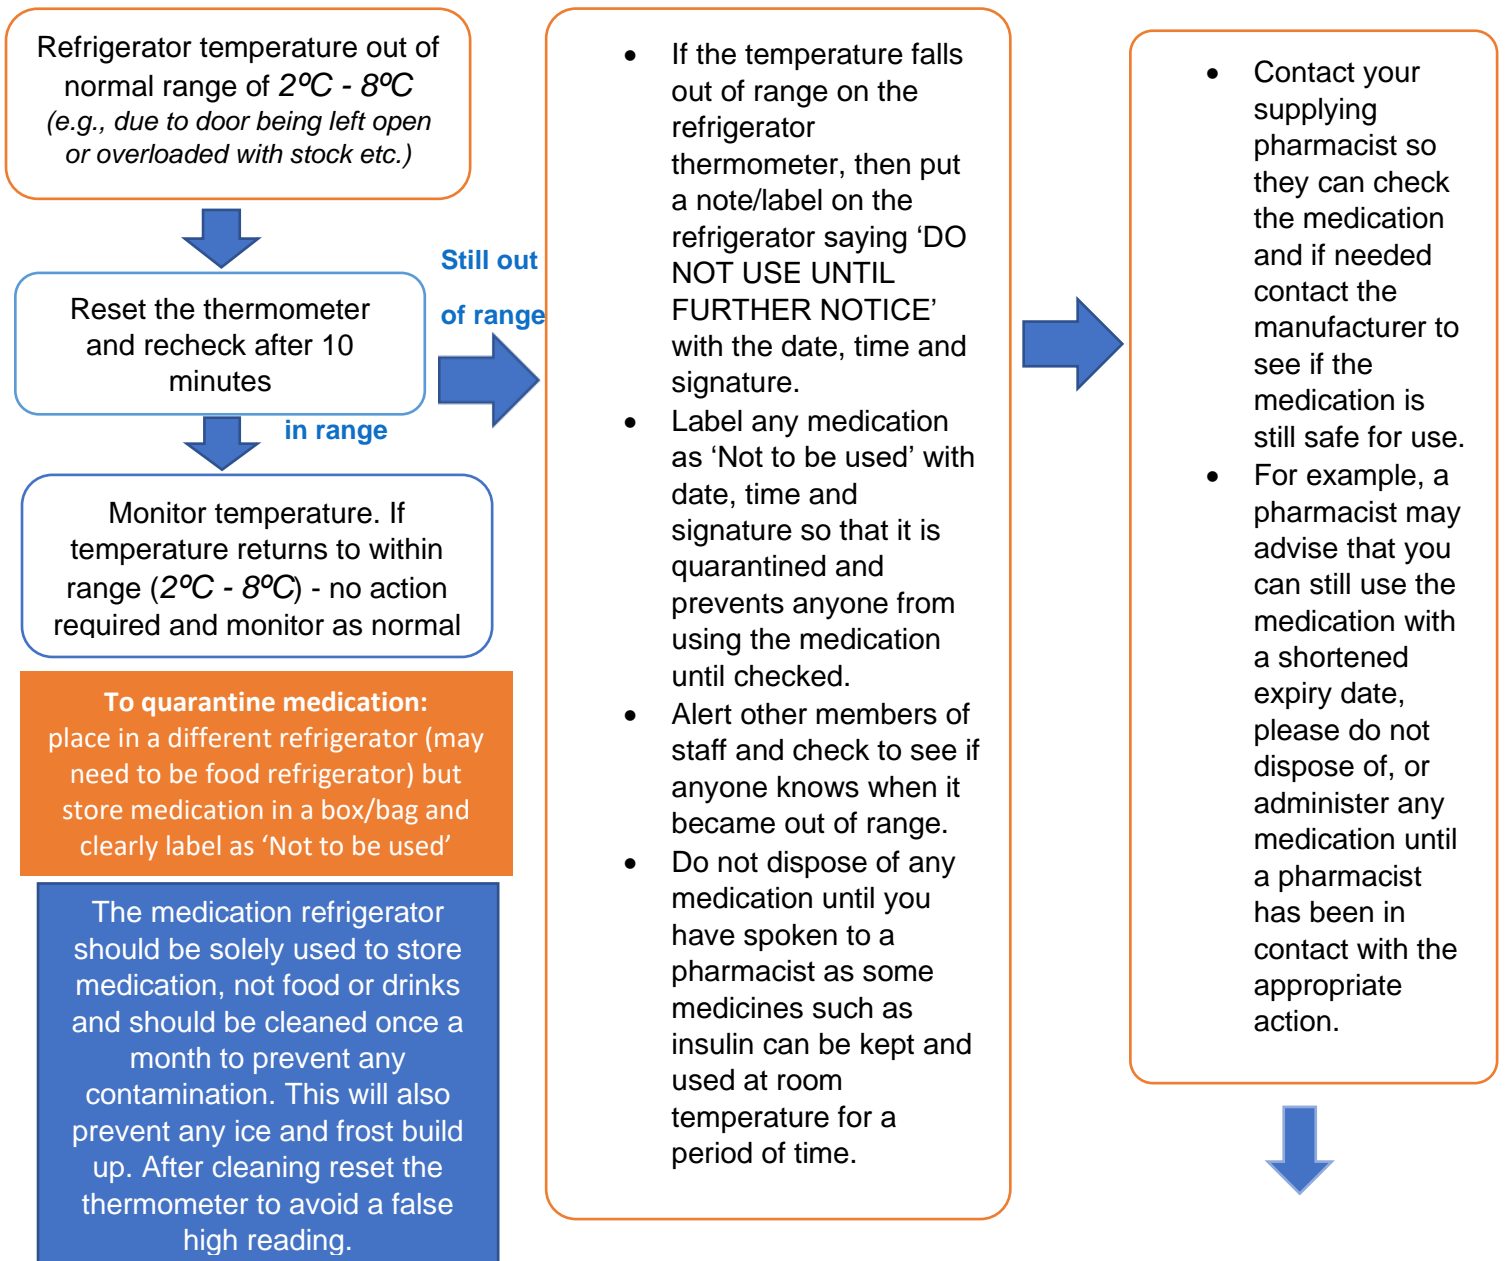 Refrigerator temperature out of
normal range of 2ºC - 8ºC
(e.g., due to door being left open
or overloaded with stock etc.)
Reset the thermometer
and recheck after 10
minutes
Still out
of range
in range
Monitor temperature. If
temperature returns to within
range (2ºC - 8ºC) - no action
required and monitor as normal
To quarantine medication:
place in a different refrigerator (may
need to be food refrigerator) but
store medication in a box/bag and
clearly label as ‘Not to be used’
The medication refrigerator
should be solely used to store
medication, not food or drinks
and should be cleaned once a
month to prevent any
contamination. This will also
prevent any ice and frost build
up. After cleaning reset the
thermometer to avoid a false
high reading.
• If the temperature falls
out of range on the
refrigerator
thermometer, then put
a note/label on the
refrigerator saying ‘DO
NOT USE UNTIL
FURTHER NOTICE’
with the date, time and
signature.
• Label any medication
as ‘Not to be used’ with
date, time and
signature so that it is
quarantined and
prevents anyone from
using the medication
until checked.
• Alert other members of
staff and check to see if
anyone knows when it
became out of range.
• Do not dispose of any
medication until you
have spoken to a
pharmacist as some
medicines such as
insulin can be kept and
used at room
temperature for a
period of time.
• Contact your
supplying
pharmacist so
they can check
the medication
and if needed
contact the
manufacturer to
see if the
medication is
still safe for use.
• For example, a
pharmacist may
advise that you
can still use the
medication with
a shortened
expiry date,
please do not
dispose of, or
administer any
medication until
a pharmacist
has been in
contact with the
appropriate
action.